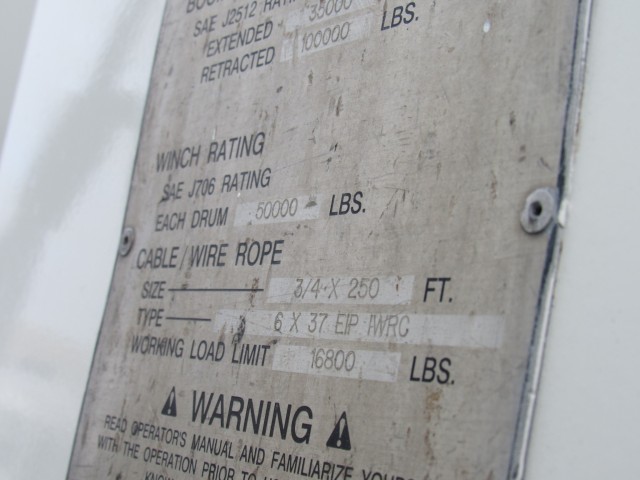 SAE J2512 RATING 35000
EXTENDED 100000 LBS.
RETRACTED
WINCH RATING
SAE J706 RATING
EACH DRUM 50000 LBS.
CABLE/WIRE ROPE
SIZE 3/4 X 250 FT.
TYPE 6 X 37 EIP IWRC
WORKING LOAD LIMIT 16800 LBS.
WARNING
READ OPERATOR'S MANUAL AND FAMILIARIZE
WITH THE OPERATION PRIOR TO